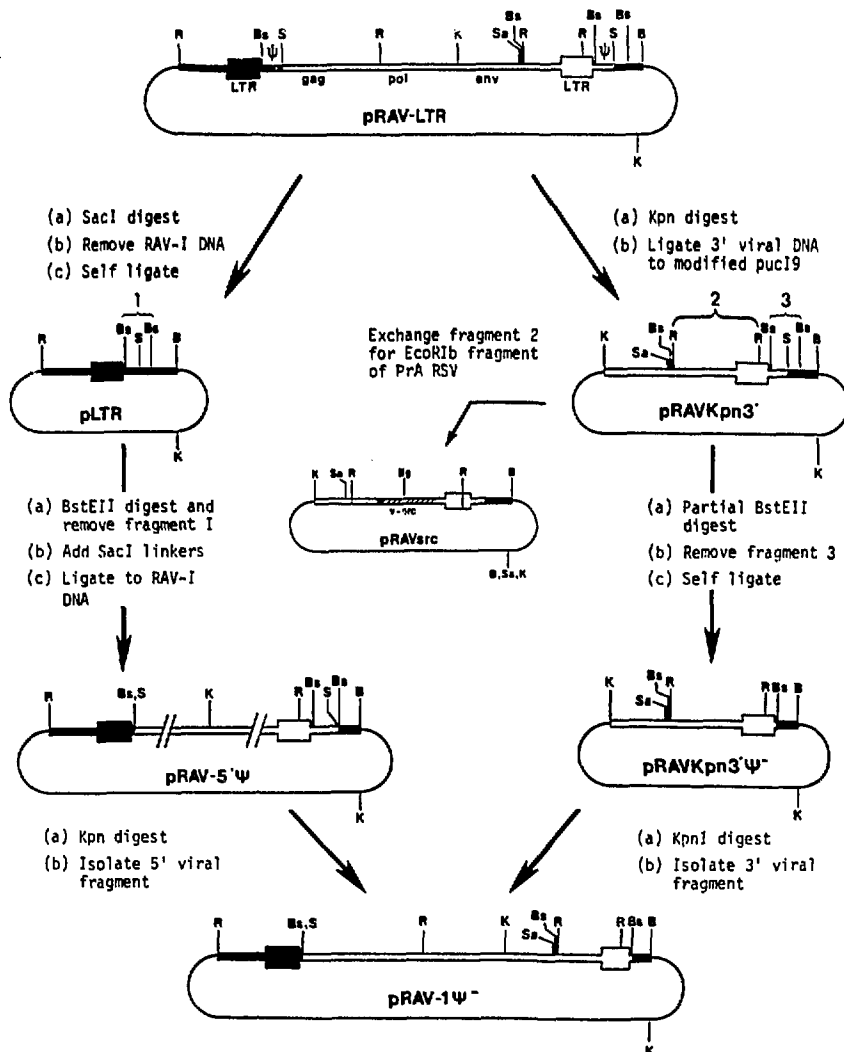 R Bs Ψ S R K Bs Sa R R Bs Ψ S Bs B
LTR gag pol env LTR
pRAV-LTR
K
(a) SacI digest
(b) Remove RAV-I DNA
(c) Self ligate
(a) Kpn digest
(b) Ligate 3' viral DNA
to modified pucI9
1
R Bs S Bs B
pLTR
K
Exchange fragment 2
for EcoRIb fragment
of PrA RSV
2 3
K Sa Bs R R Bs S Bs B
pRAVKpn3'
K
K Sa R Bg R B
v-src
pRAVsrc
B,Sa,K
(a) BstEII digest and
remove fragment I
(b) Add SacI linkers
(c) Ligate to RAV-I
DNA
(a) Partial BstEII
digest
(b) Remove fragment 3
(c) Self ligate
R Bs,S K R Bs S Bs B
pRAV-5'Ψ
K
K Sa Bs R R Bs B
pRAVKpn3'Ψ-
K
(a) Kpn digest
(b) Isolate 5' viral
fragment
(a) KpnI digest
(b) Isolate 3' viral
fragment
R Bs,S R K Sa Bs R R Bs B
pRAV-1Ψ-
K